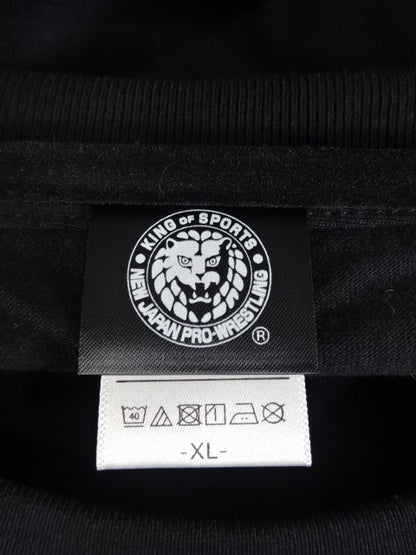 KING OF SPORTS
NEW JAPAN PRO-WRESTLING
®
40
-XL-